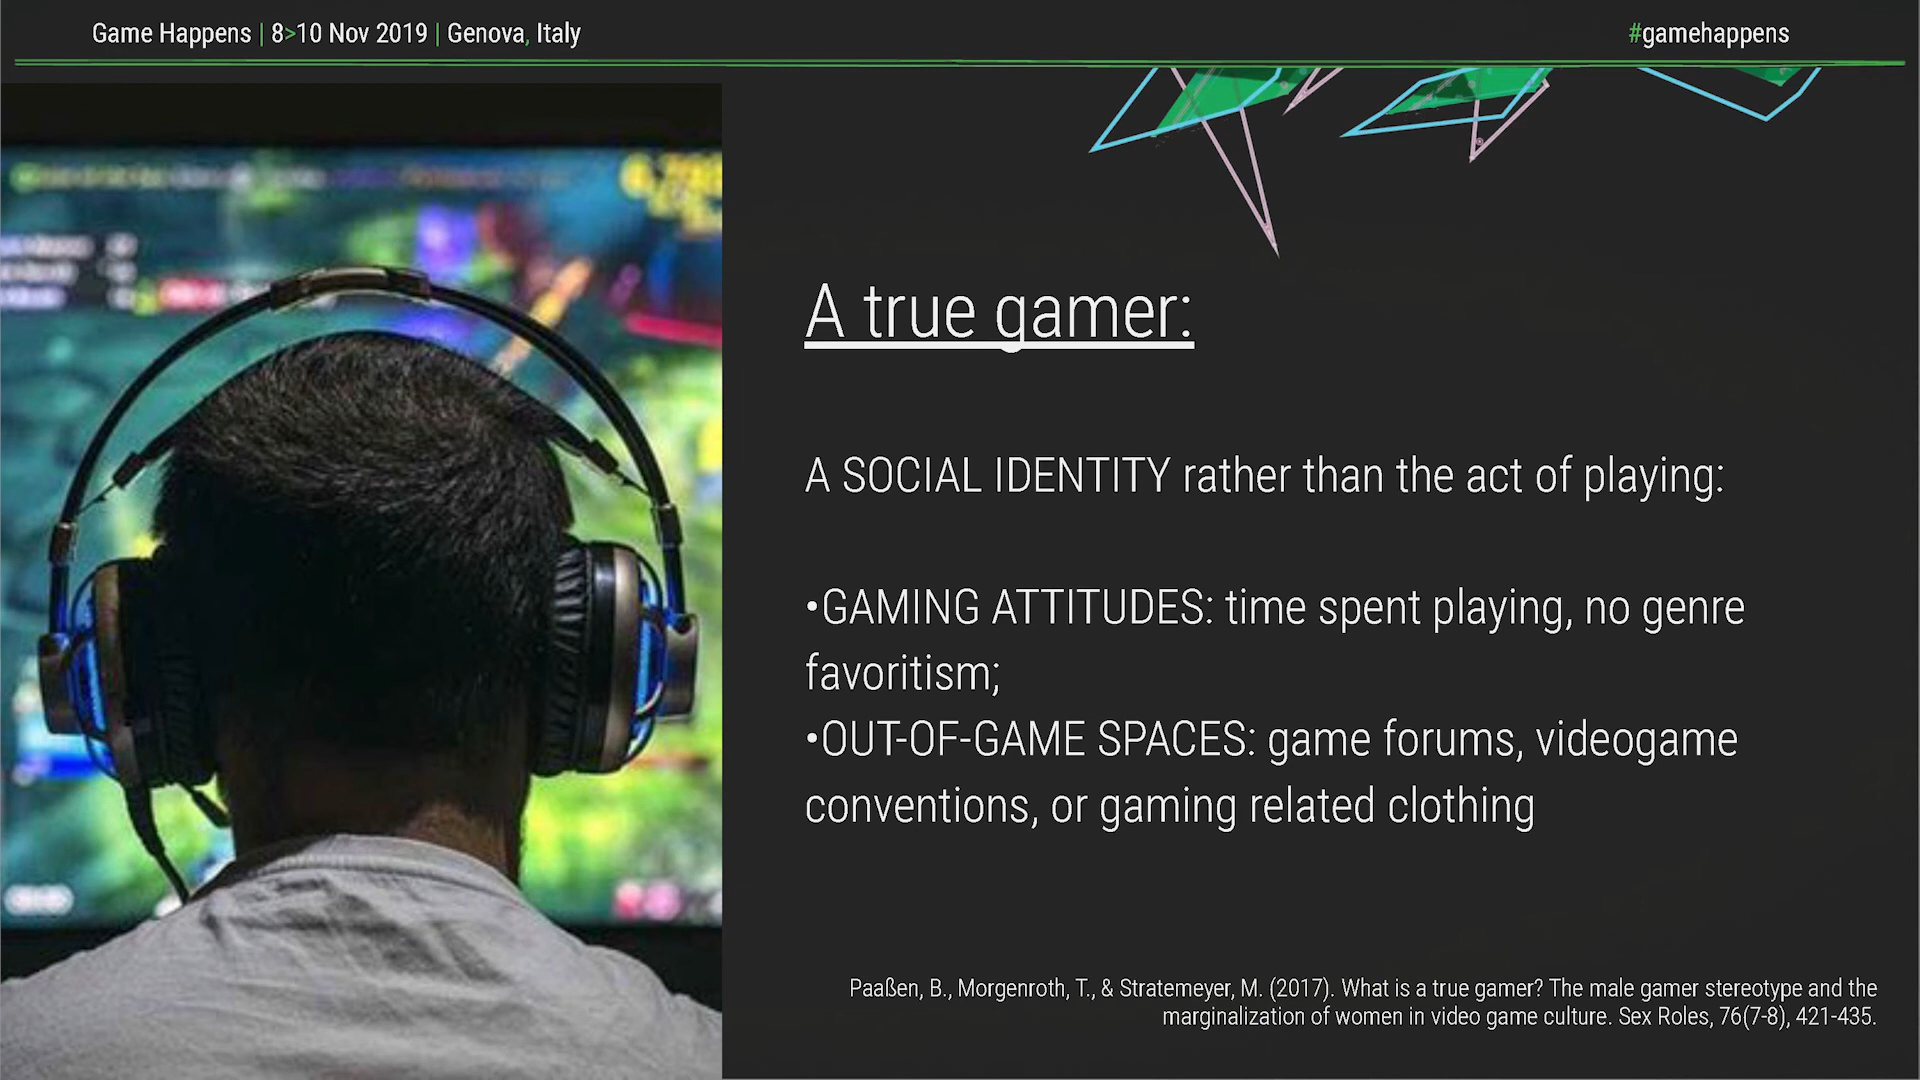 Game Happens | 8>10 Nov 2019 | Genova, Italy
#gamehappens
A true gamer:
A SOCIAL IDENTITY rather than the act of playing:
•GAMING ATTITUDES: time spent playing, no genre
favoritism;
•OUT-OF-GAME SPACES: game forums, videogame
conventions, or gaming related clothing
Paaßen, B., Morgenroth, T., & Stratemeyer, M. (2017). What is a true gamer? The male gamer stereotype and the
marginalization of women in video game culture. Sex Roles, 76(7-8), 421-435.